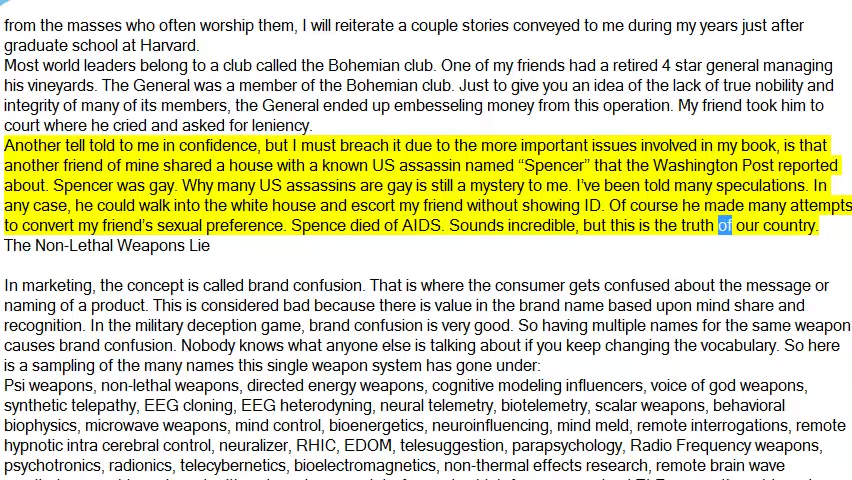 from the masses who often worship them, I will reiterate a couple stories conveyed to me during my years just after
graduate school at Harvard.
Most world leaders belong to a club called the Bohemian club. One of my friends had a retired 4 star general managing
his vineyards. The General was a member of the Bohemian club. Just to give you an idea of the lack of true nobility and
integrity of many of its members, the General ended up embesseling money from this operation. My friend took him to
court where he cried and asked for leniency.
Another tell told to me in confidence, but I must breach it due to the more important issues involved in my book, is that
another friend of mine shared a house with a known US assassin named “Spencer” that the Washington Post reported
about. Spencer was gay. Why many US assassins are gay is still a mystery to me. I’ve been told many speculations. In
any case, he could walk into the white house and escort my friend without showing ID. Of course he made many attempts
to convert my friend’s sexual preference. Spence died of AIDS. Sounds incredible, but this is the truth of our country.
The Non-Lethal Weapons Lie
In marketing, the concept is called brand confusion. That is where the consumer gets confused about the message or
naming of a product. This is considered bad because there is value in the brand name based upon mind share and
recognition. In the military deception game, brand confusion is very good. So having multiple names for the same weapon
causes brand confusion. Nobody knows what anyone else is talking about if you keep changing the vocabulary. So here
is a sampling of the many names this single weapon system has gone under:
Psi weapons, non-lethal weapons, directed energy weapons, cognitive modeling influencers, voice of god weapons,
synthetic telepathy, EEG cloning, EEG heterodyning, neural telemetry, biotelemetry, scalar weapons, behavioral
biophysics, microwave weapons, mind control, bioenergetics, neuroinfluencing, mind meld, remote interrogations, remote
hypnotic intra cerebral control, neuralizer, RHIC, EDOM, telesuggestion, parapsychology, Radio Frequency weapons,
psychotronics, radionics, telecybernetics, bioelectromagnetics, non-thermal effects research, remote brain wave